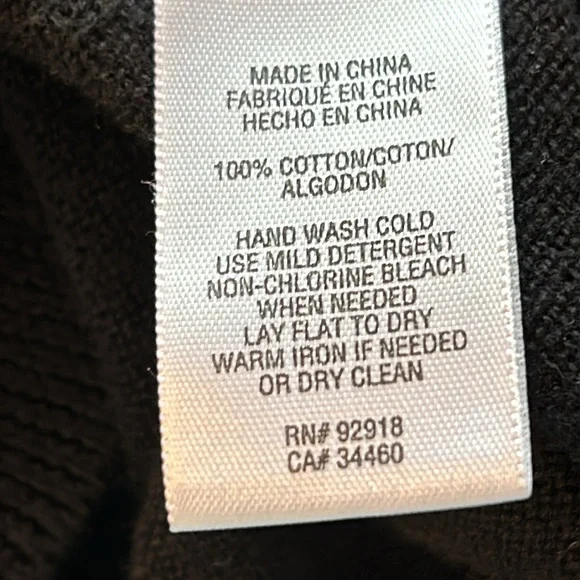 MADE IN CHINA
FABRIQUÉ EN CHINE
HECHO EN CHINA
100% COTTON/COTON/
ALGODON
HAND WASH COLD
USE MILD DETERGENT
NON-CHLORINE BLEACH
WHEN NEEDED
LAY FLAT TO DRY
WARM IRON IF NEEDED
OR DRY CLEAN
RN# 92918
CA# 34460